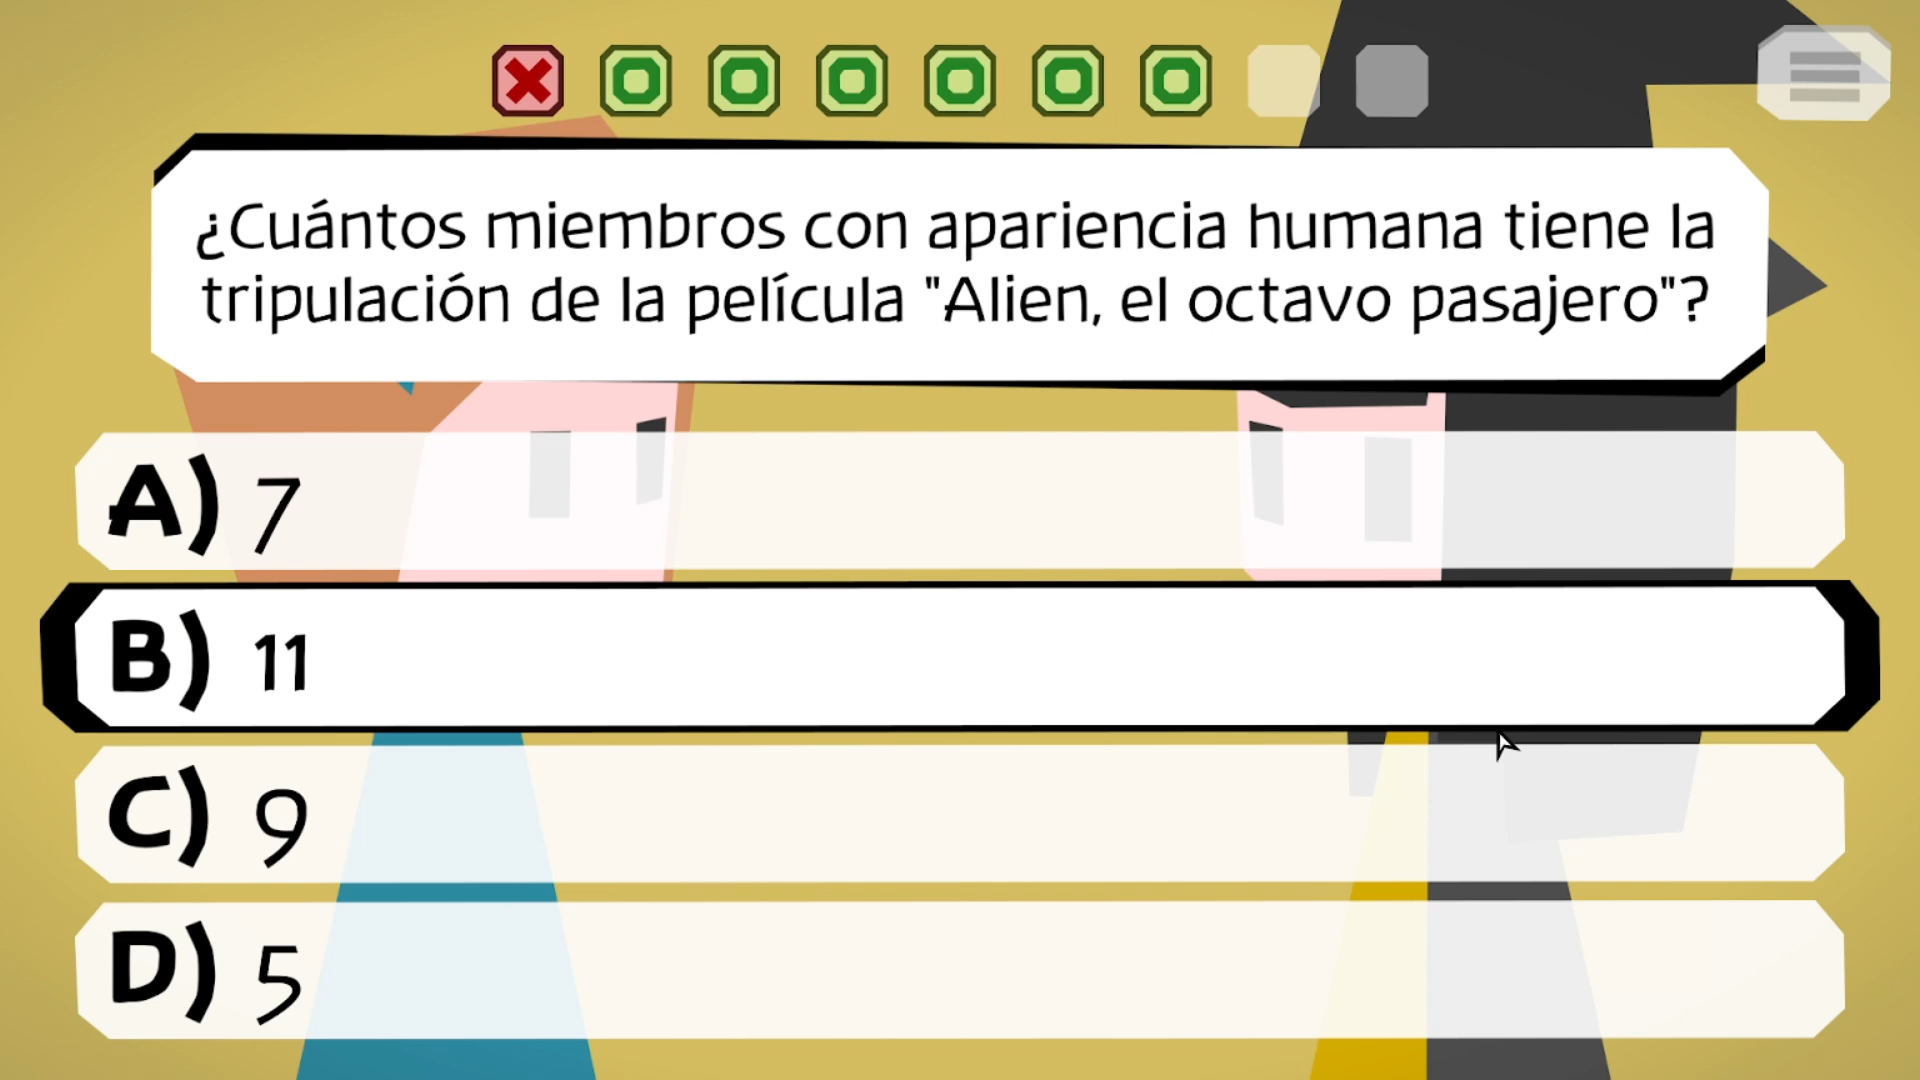 ¿Cuántos miembros con apariencia humana tiene la
tripulación de la película "Alien, el octavo pasajero"?
A) 7
B) 11
C) 9
D) 5